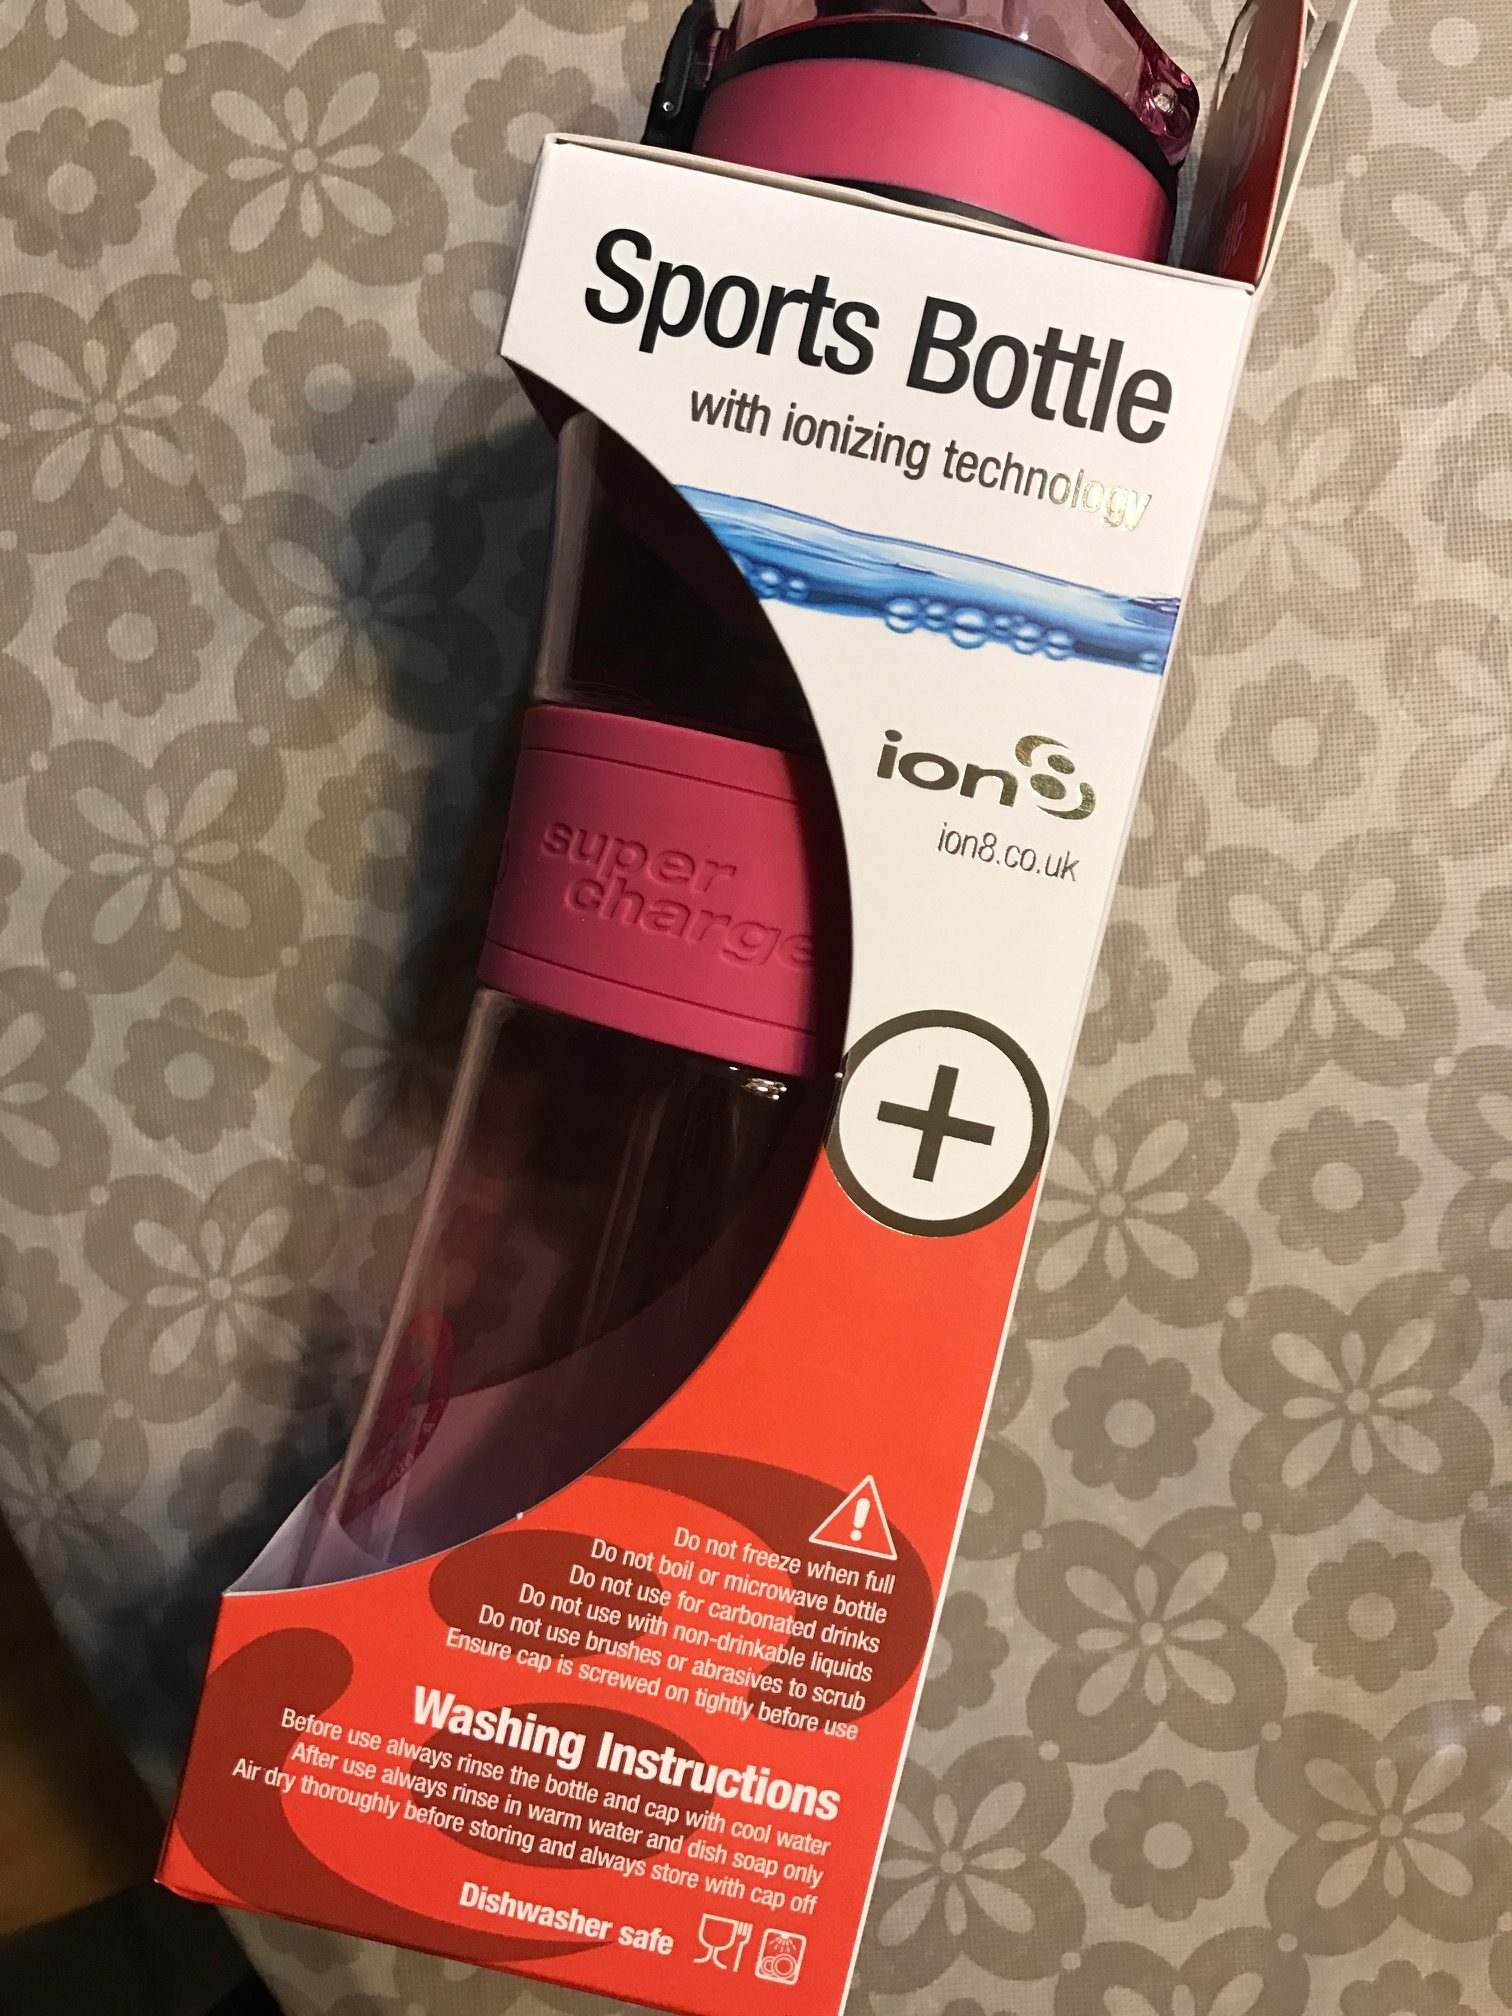 Sports Bottle
with ionizing technology
ion8
ion8.co.uk
super
charge
+
Do not freeze when full
Do not boil or microwave bottle
Do not use for carbonated drinks
Do not use with non-drinkable liquids
Do not use brushes or abrasives to scrub
Ensure cap is screwed on tightly before use
Washing Instructions
Before use always rinse the bottle and cap with cool water
After use always rinse in warm water and dish soap only
Air dry thoroughly before storing and always store with cap off
Dishwasher safe